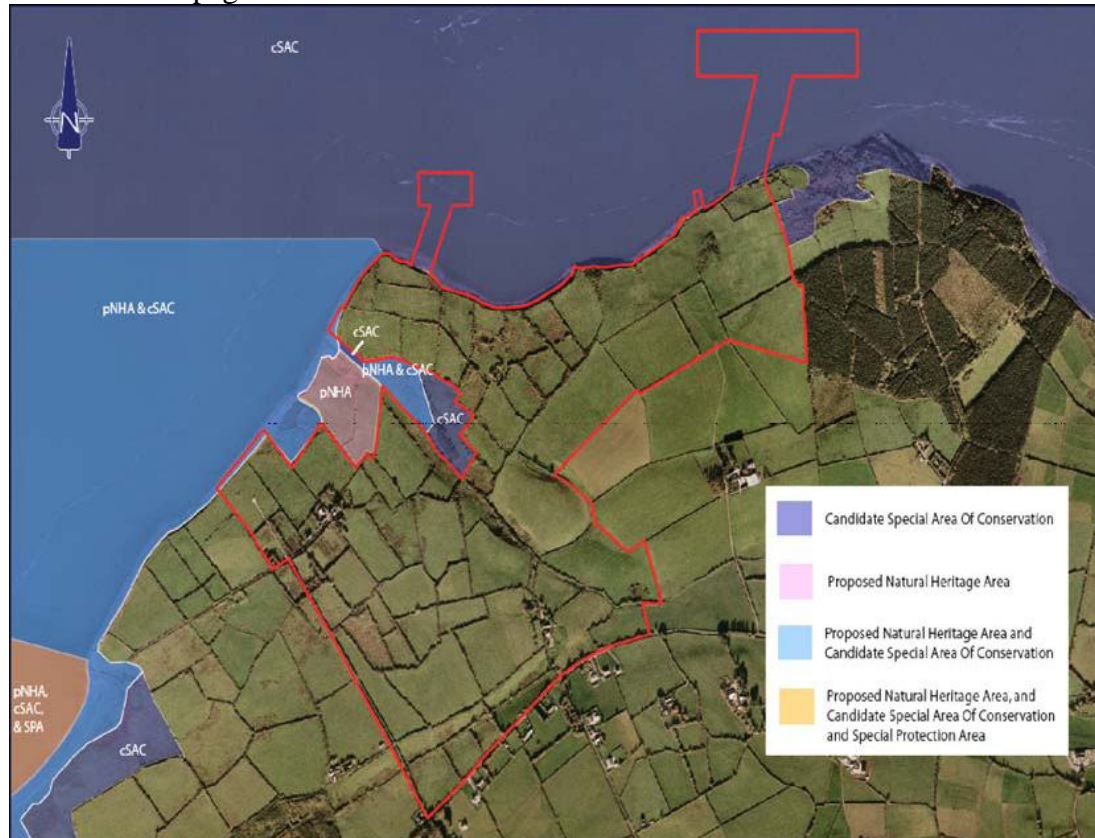 cSAC
N
pNHA & cSAC
cSAC
pNHA & cSAC
pNHA
cSAC
Candidate Special Area Of Conservation
Proposed Natural Heritage Area
Proposed Natural Heritage Area and
Candidate Special Area Of Conservation
Proposed Natural Heritage Area, and
Candidate Special Area Of Conservation
and Special Protection Area
pNHA,
cSAC,
& SPA
cSAC